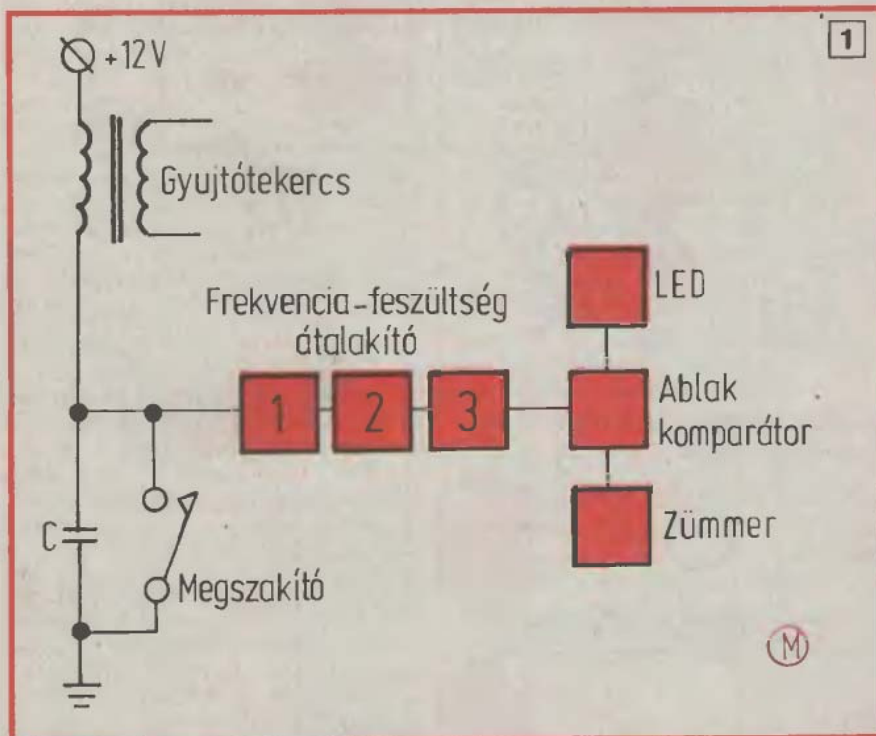 1
+12V
Gyujtótekercs
Frekvencia-feszültség
átalakító
LED
1 2 3
Ablak
komparátor
C
Zümmer
Megszakító
M